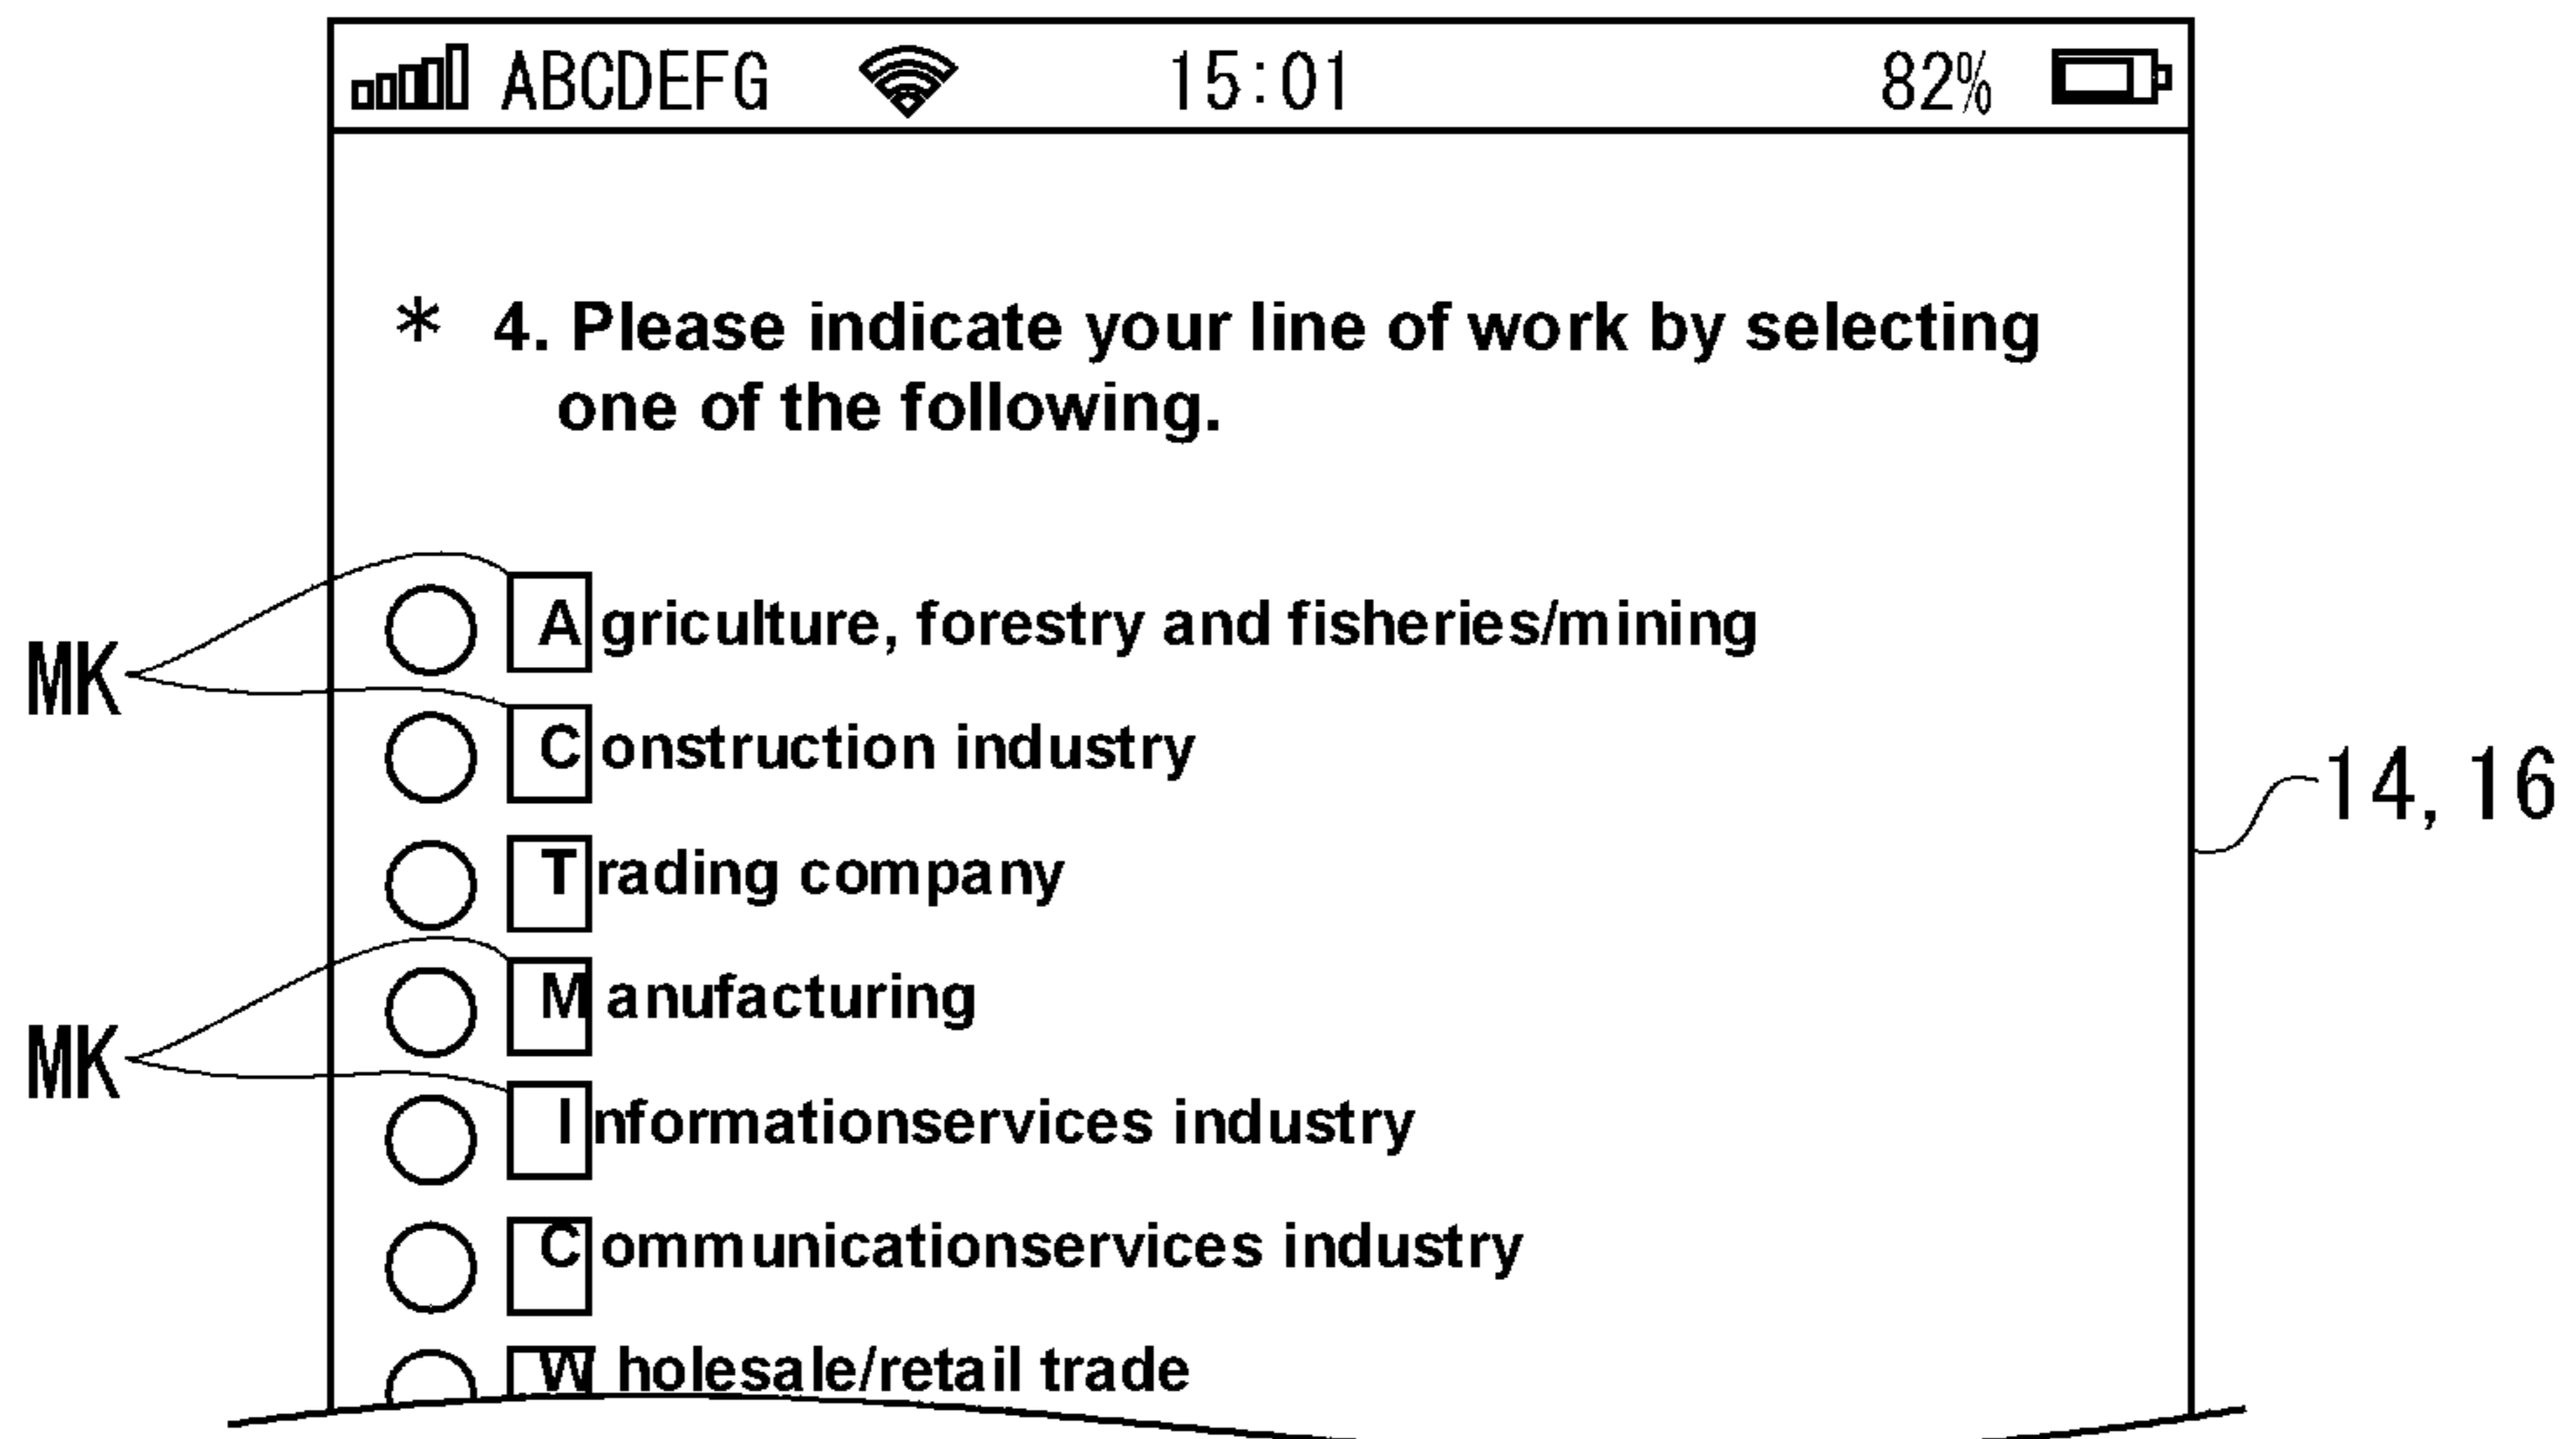 ABCDEFG 15:01 82%
* 4. Please indicate your line of work by selecting
one of the following.
Agriculture, forestry and fisheries/mining
MK
Construction industry
14, 16
Trading company
Manufacturing
MK
Informationservices industry
Communicationservices industry
Wholesale/retail trade